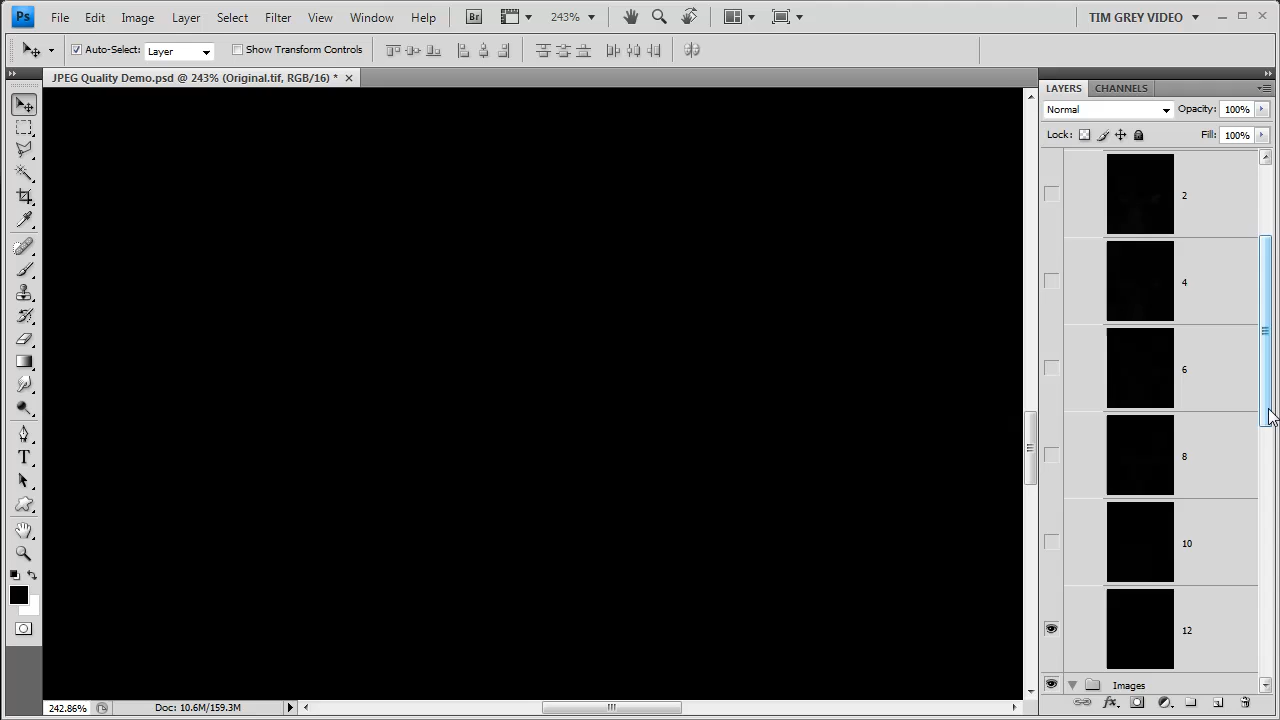 Ps File Edit Image Layer Select Filter View Window Help Br 243% TIM GREY VIDEO
Auto-Select: Layer Show Transform Controls
JPEG Quality Demo.psd @ 243% (Original.tif, RGB/16) *
LAYERS CHANNELS
Normal Opacity: 100%
Lock: Fill: 100%
2
4
6
8
10
12
Images
242.86% Doc: 10.6M/159.3M